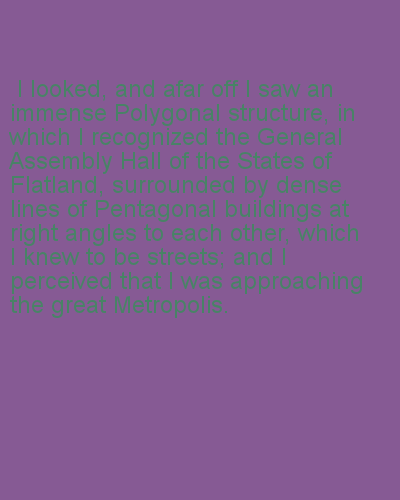 I looked, and afar off I saw an
immense Polygonal structure, in
which I recognized the General
Assembly Hall of the States of
Flatland, surrounded by dense
lines of Pentagonal buildings at
right angles to each other, which
I knew to be streets; and I
perceived that I was approaching
the great Metropolis.